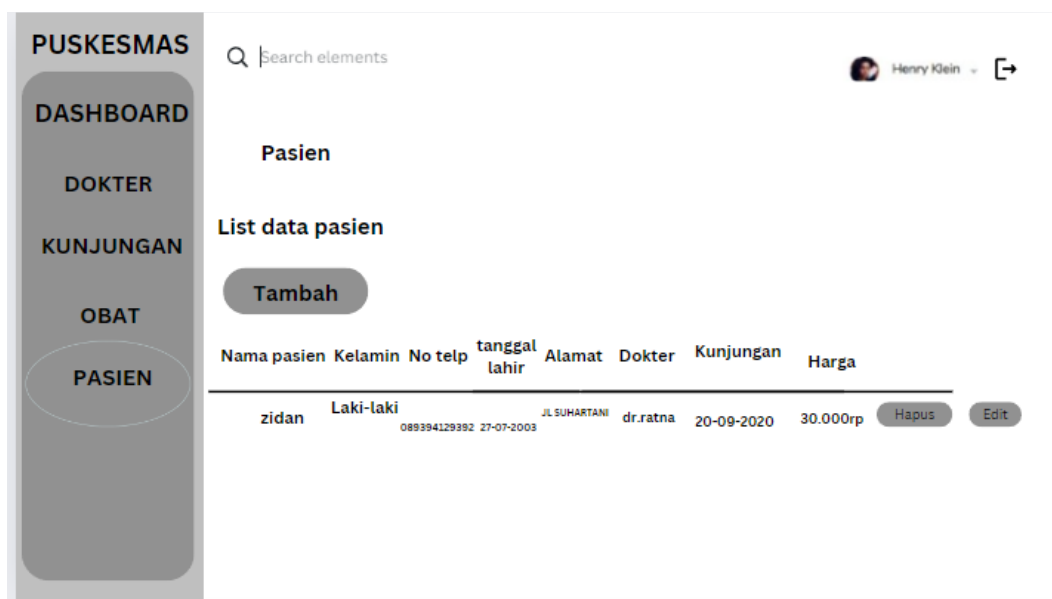 PUSKESMAS
DASHBOARD
DOKTER
KUNJUNGAN
OBAT
PASIEN
Search elements
Henry Klein
Pasien
List data pasien
Tambah
Nama pasien Kelamin No telp tanggal lahir Alamat Dokter Kunjungan Harga
zidan Laki-laki 089394129392 27-07-2003 JL SUHARTANI dr.ratna 20-09-2020 30.000rp Hapus Edit